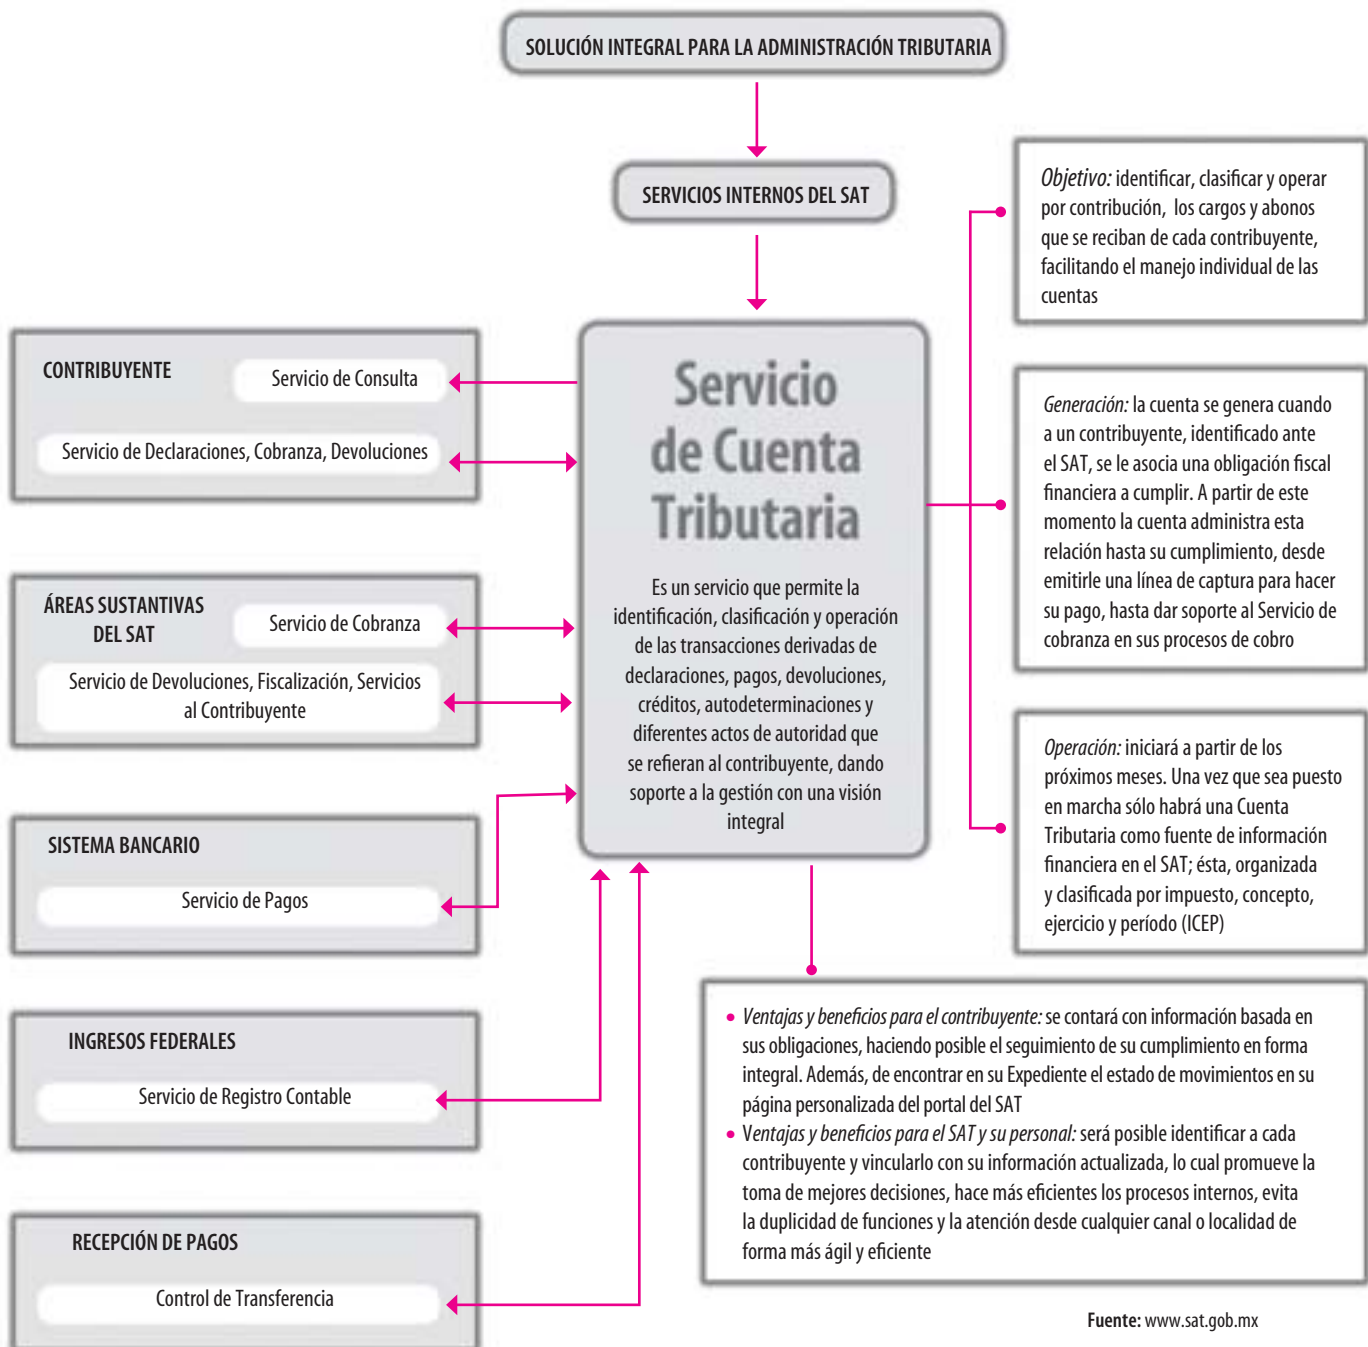 SOLUCIÓN INTEGRAL PARA LA ADMINISTRACIÓN TRIBUTARIA
SERVICIOS INTERNOS DEL SAT
Objetivo: identificar, clasificar y operar
por contribución, los cargos y abonos
que se reciban de cada contribuyente,
facilitando el manejo individual de las
cuentas
CONTRIBUYENTE
Servicio de Consulta
Servicio de Declaraciones, Cobranza, Devoluciones
Servicio
de Cuenta
Tributaria
Es un servicio que permite la
identificación, clasificación y operación
de las transacciones derivadas de
declaraciones, pagos, devoluciones,
créditos, autodeterminaciones y
diferentes actos de autoridad que
se refieran al contribuyente, dando
soporte a la gestión con una visión
integral
Generación: la cuenta se genera cuando
a un contribuyente, identificado ante
el SAT, se le asocia una obligación fiscal
financiera a cumplir. A partir de este
momento la cuenta administra esta
relación hasta su cumplimiento, desde
emitirle una línea de captura para hacer
su pago, hasta dar soporte al Servicio de
cobranza en sus procesos de cobro
ÁREAS SUSTANTIVAS
DEL SAT
Servicio de Cobranza
Servicio de Devoluciones, Fiscalización, Servicios
al Contribuyente
Operación: iniciará a partir de los
próximos meses. Una vez que sea puesto
en marcha sólo habrá una Cuenta
Tributaria como fuente de información
financiera en el SAT; ésta, organizada
y clasificada por impuesto, concepto,
ejercicio y período (ICEP)
SISTEMA BANCARIO
Servicio de Pagos
INGRESOS FEDERALES
Servicio de Registro Contable
RECEPCIÓN DE PAGOS
Control de Transferencia
• Ventajas y beneficios para el contribuyente: se contará con información basada en
sus obligaciones, haciendo posible el seguimiento de su cumplimiento en forma
integral. Además, de encontrar en su Expediente el estado de movimientos en su
página personalizada del portal del SAT
• Ventajas y beneficios para el SAT y su personal: será posible identificar a cada
contribuyente y vincularlo con su información actualizada, lo cual promueve la
toma de mejores decisiones, hace más eficientes los procesos internos, evita
la duplicidad de funciones y la atención desde cualquier canal o localidad de
forma más ágil y eficiente
Fuente: www.sat.gob.mx